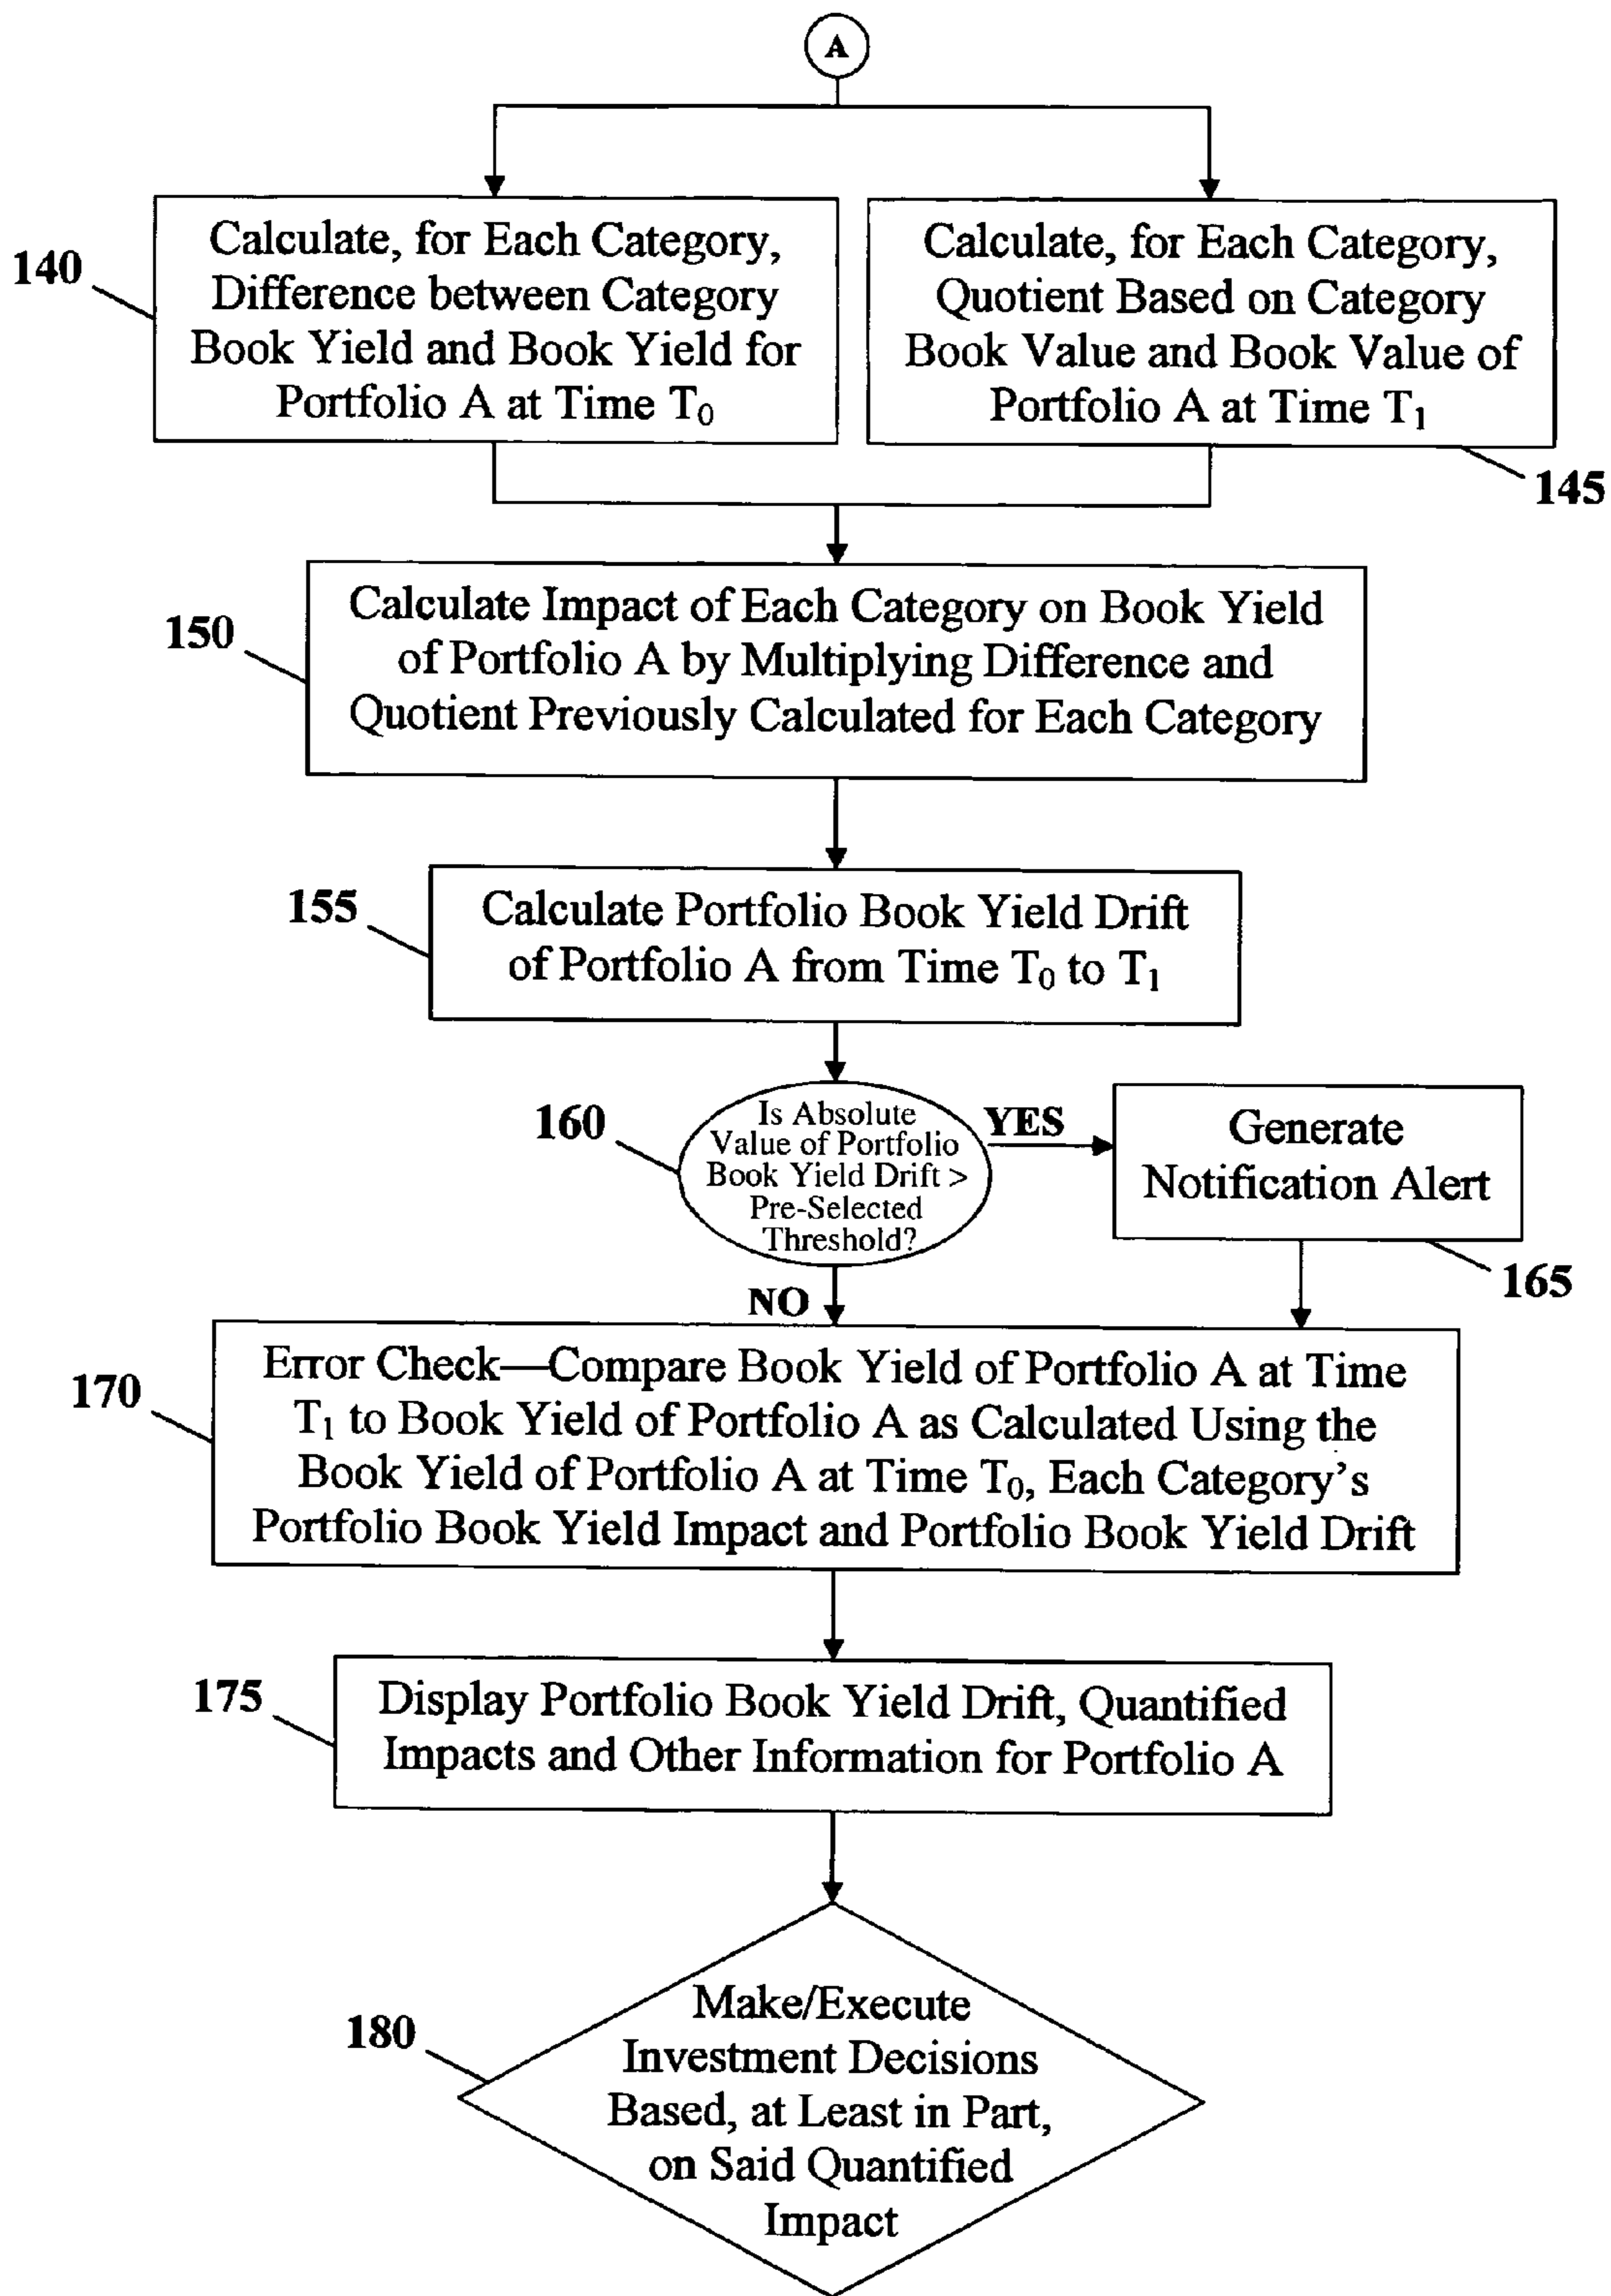 A
140
Calculate, for Each Category,
Difference between Category
Book Yield and Book Yield for
Portfolio A at Time T₀
Calculate, for Each Category,
Quotient Based on Category
Book Value and Book Value of
Portfolio A at Time T₁
145
150
Calculate Impact of Each Category on Book Yield
of Portfolio A by Multiplying Difference and
Quotient Previously Calculated for Each Category
155
Calculate Portfolio Book Yield Drift
of Portfolio A from Time T₀ to T₁
160
Is Absolute
Value of Portfolio
Book Yield Drift >
Pre-Selected
Threshold?
YES
Generate
Notification Alert
165
NO
170
Error Check—Compare Book Yield of Portfolio A at Time
T₁ to Book Yield of Portfolio A as Calculated Using the
Book Yield of Portfolio A at Time T₀, Each Category’s
Portfolio Book Yield Impact and Portfolio Book Yield Drift
175
Display Portfolio Book Yield Drift, Quantified
Impacts and Other Information for Portfolio A
180
Make/Execute
Investment Decisions
Based, at Least in Part,
on Said Quantified
Impact